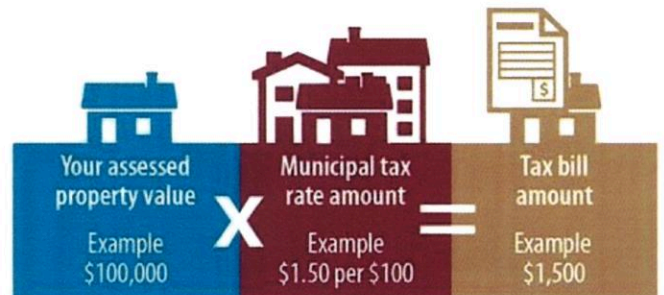 $
Your assessed
property value
Example
$100,000
X
Municipal tax
rate amount
Example
$1.50 per $100
=
Tax bill
amount
Example
$1,500